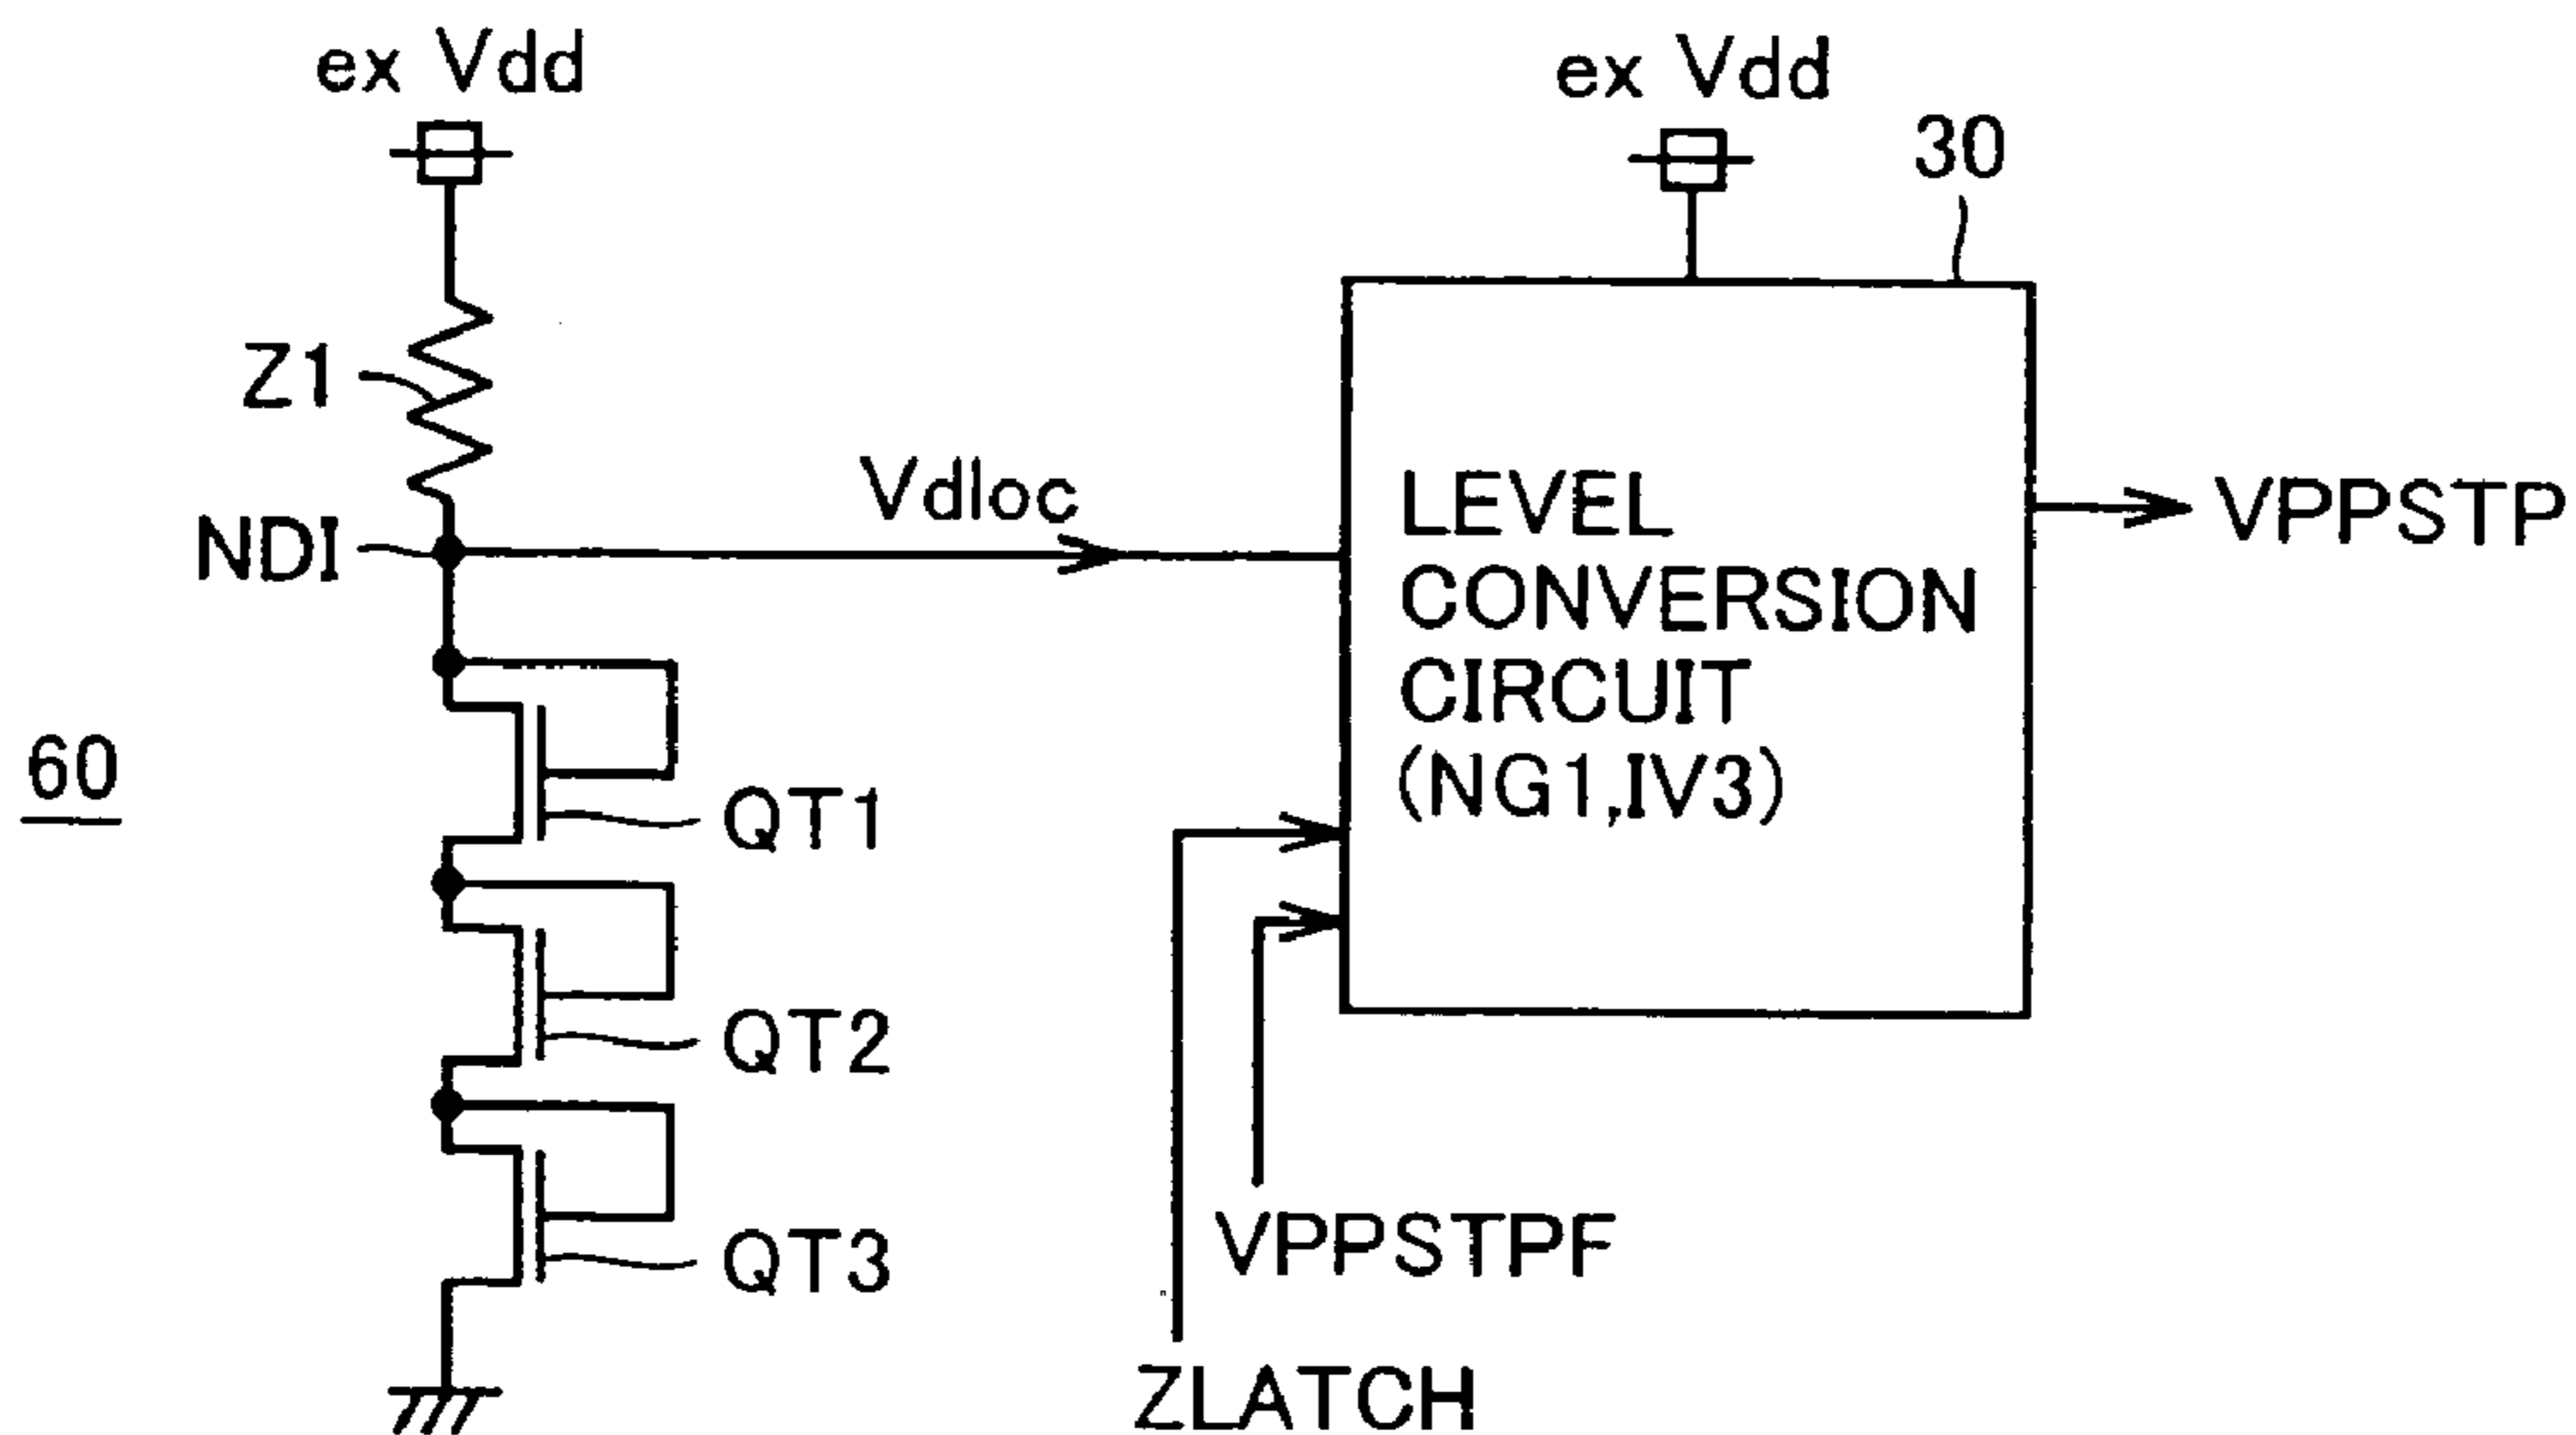 ex Vdd
ex Vdd
30
Z1
Vdloc
NDI
LEVEL
CONVERSION
CIRCUIT
(NG1,IV3)
VPPSTP
60
QT1
QT2
QT3
VPPSTPF
ZLATCH